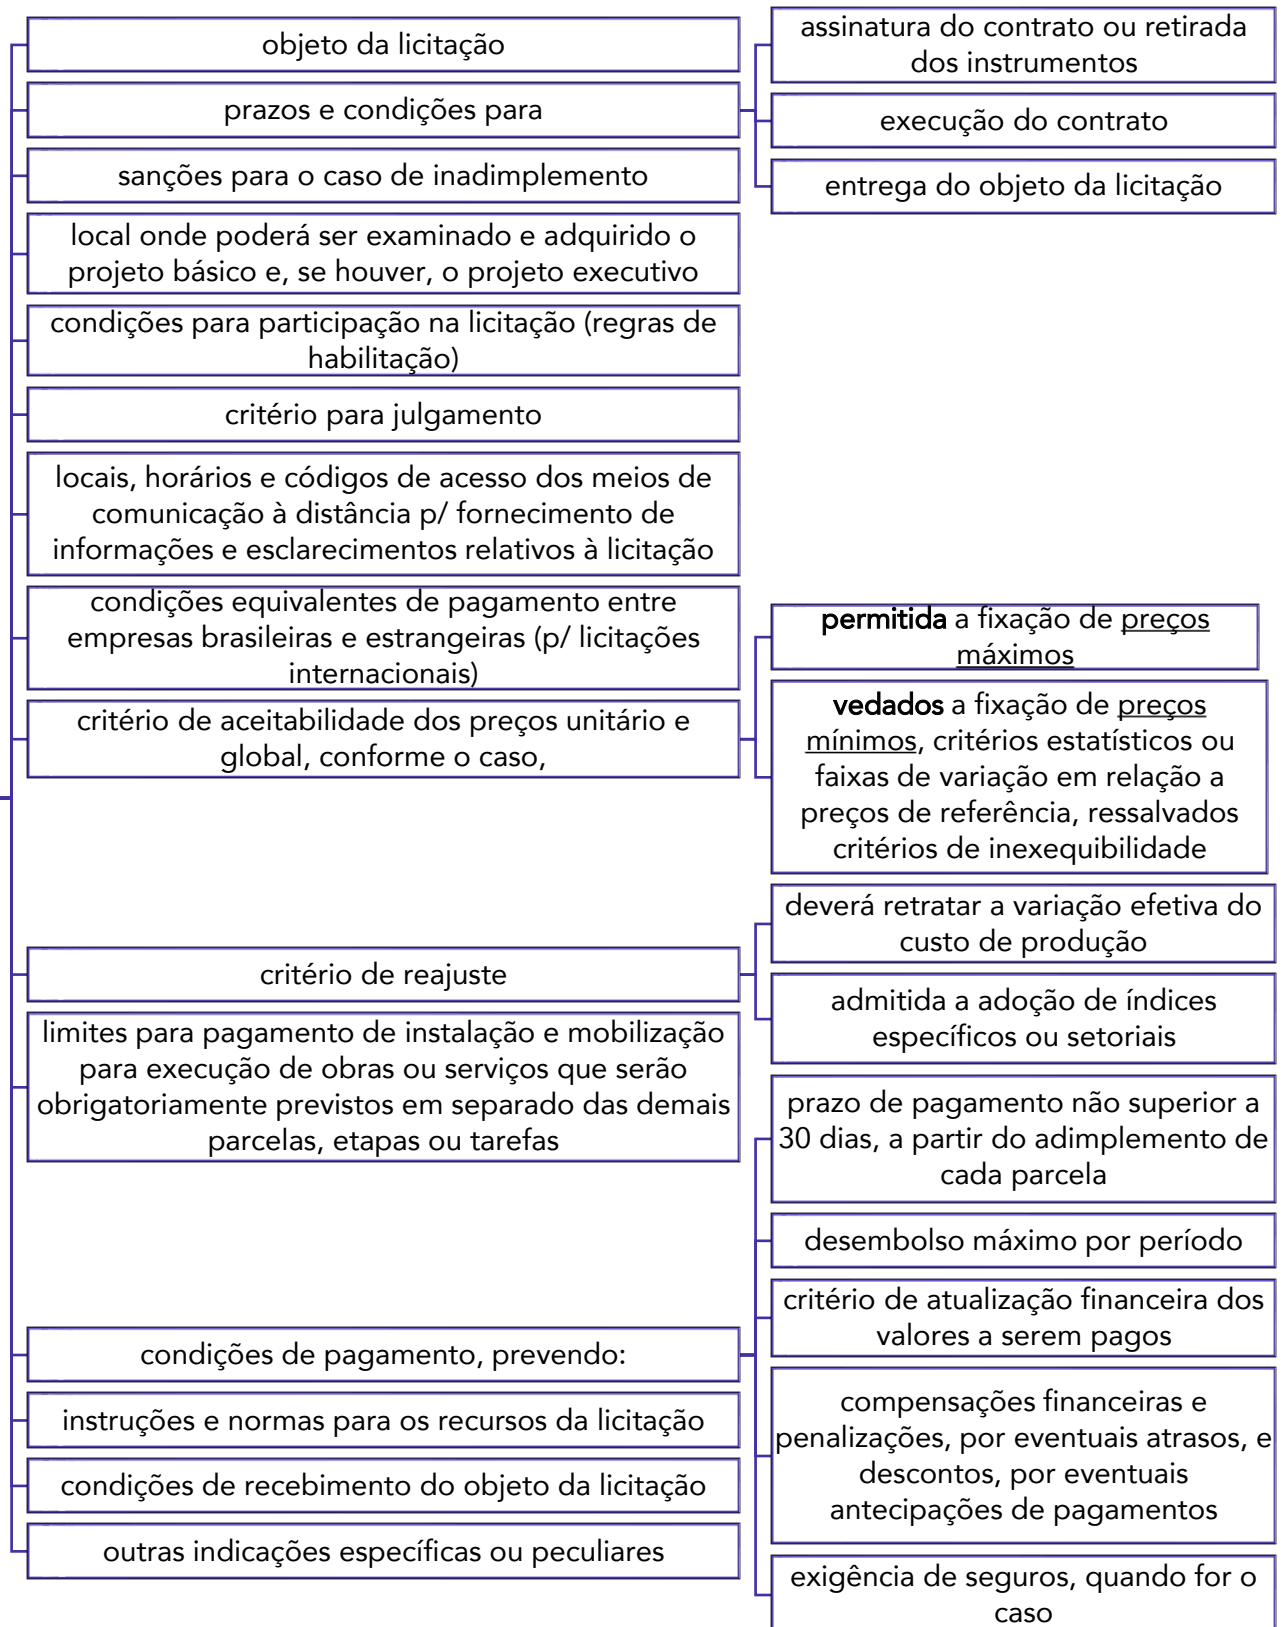 objeto da licitação
prazos e condições para
assinatura do contrato ou retirada
dos instrumentos
execução do contrato
entrega do objeto da licitação
sanções para o caso de inadimplemento
local onde poderá ser examinado e adquirido o
projeto básico e, se houver, o projeto executivo
condições para participação na licitação (regras de
habilitação)
critério para julgamento
locais, horários e códigos de acesso dos meios de
comunicação à distância p/ fornecimento de
informações e esclarecimentos relativos à licitação
condições equivalentes de pagamento entre
empresas brasileiras e estrangeiras (p/ licitações
internacionais)
critério de aceitabilidade dos preços unitário e
global, conforme o caso,
permitida a fixação de preços
máximos
vedados a fixação de preços
mínimos, critérios estatísticos ou
faixas de variação em relação a
preços de referência, ressalvados
critérios de inexequibilidade
critério de reajuste
deverá retratar a variação efetiva do
custo de produção
admitida a adoção de índices
específicos ou setoriais
limites para pagamento de instalação e mobilização
para execução de obras ou serviços que serão
obrigatoriamente previstos em separado das demais
parcelas, etapas ou tarefas
condições de pagamento, prevendo:
prazo de pagamento não superior a
30 dias, a partir do adimplemento de
cada parcela
desembolso máximo por período
critério de atualização financeira dos
valores a serem pagos
compensações financeiras e
penalizações, por eventuais atrasos, e
descontos, por eventuais
antecipações de pagamentos
exigência de seguros, quando for o
caso
instruções e normas para os recursos da licitação
condições de recebimento do objeto da licitação
outras indicações específicas ou peculiares